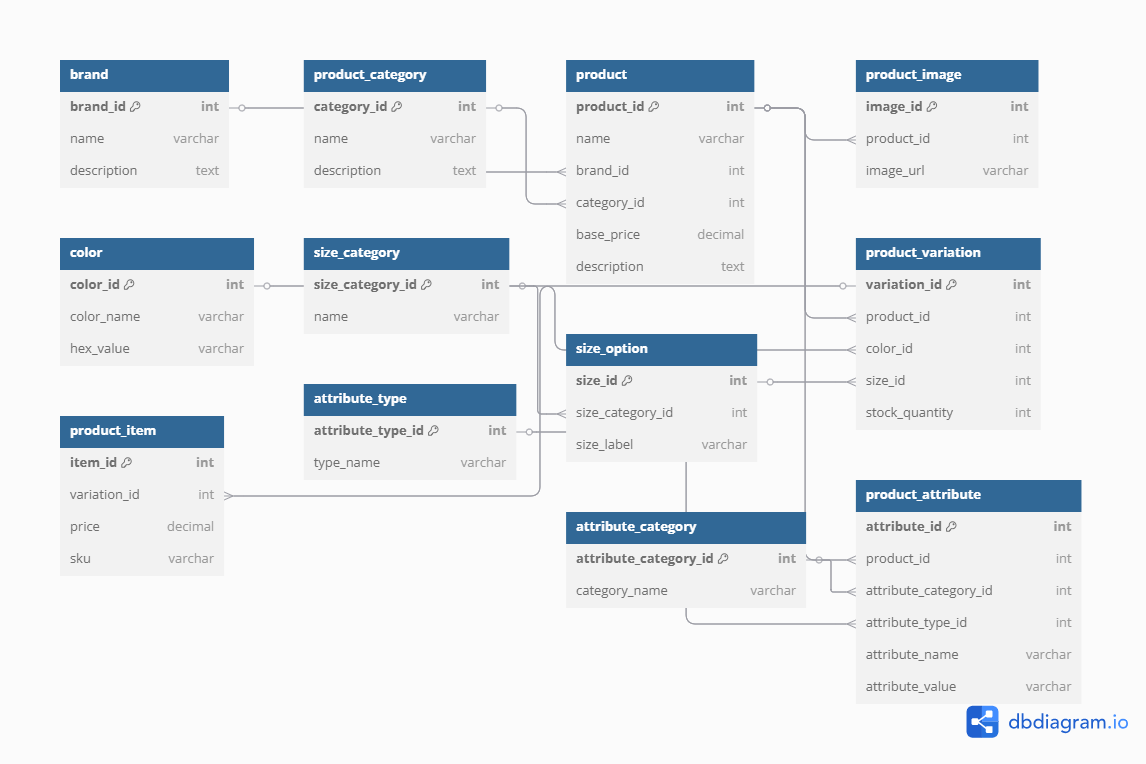 brand
brand_id int
name varchar
description text
product_category
category_id int
name varchar
description text
product
product_id int
name varchar
brand_id int
category_id int
base_price decimal
description text
product_image
image_id int
product_id int
image_url varchar
color
color_id int
color_name varchar
hex_value varchar
size_category
size_category_id int
name varchar
product_variation
variation_id int
product_id int
color_id int
size_id int
stock_quantity int
size_option
size_id int
size_category_id int
size_label varchar
attribute_type
attribute_type_id int
type_name varchar
product_item
item_id int
variation_id int
price decimal
sku varchar
attribute_category
attribute_category_id int
category_name varchar
product_attribute
attribute_id int
product_id int
attribute_category_id int
attribute_type_id int
attribute_name varchar
attribute_value varchar
dbdiagram.io